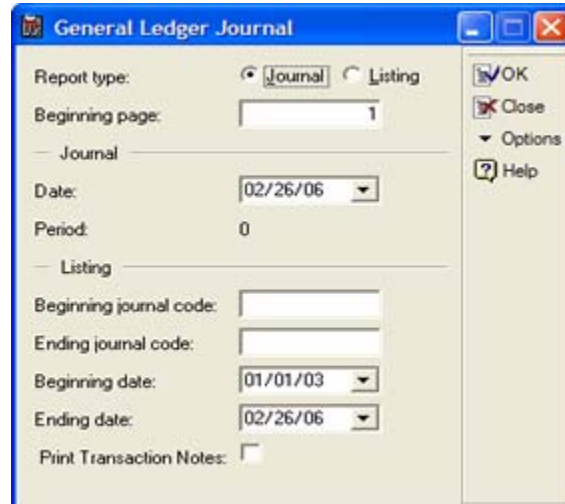 General Ledger Journal
Report type: Journal Listing
Beginning page: 1
Journal
Date: 02/26/06
Period: 0
Listing
Beginning journal code:
Ending journal code:
Beginning date: 01/01/03
Ending date: 02/26/06
Print Transaction Notes:
OK
Close
Options
Help